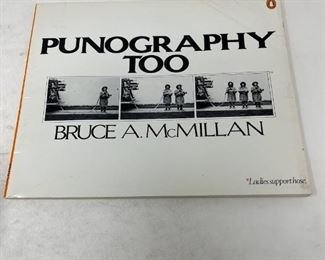 PUNOGRAPHY
TOO
BRUCE A. McMILLAN
*Ladies support hose.